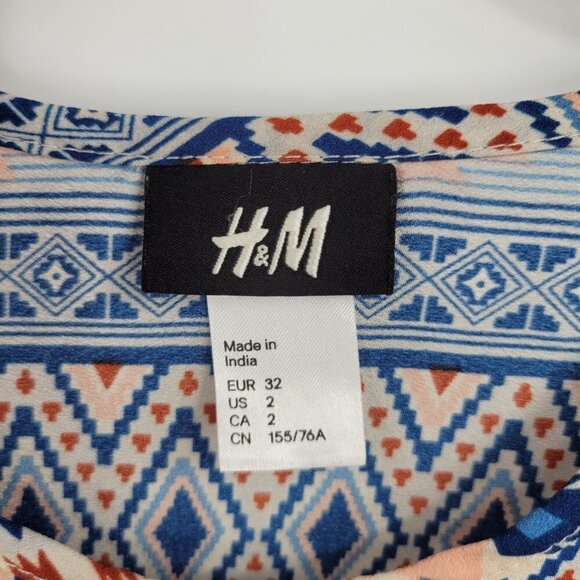 H&M
Made in
India
EUR 32
US 2
CA 2
CN 155/76A